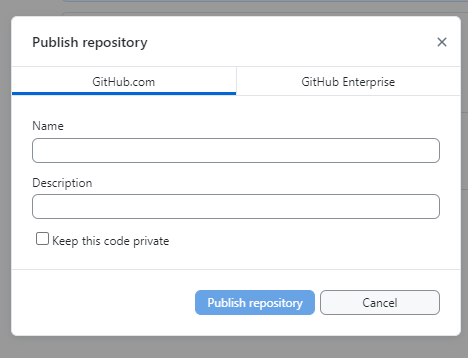 Publish repository
GitHub.com
GitHub Enterprise
Name
Description
Keep this code private
Publish repository
Cancel